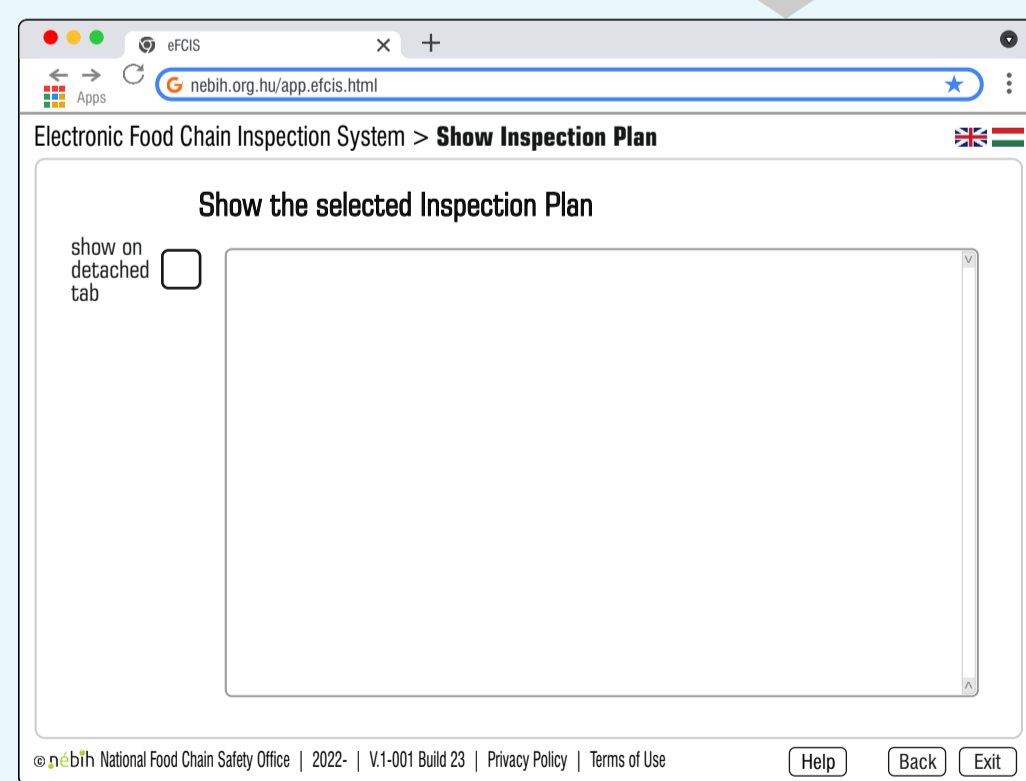 eFCIS
Apps
nebih.org.hu/app.efcis.html
Electronic Food Chain Inspection System > Show Inspection Plan
Show the selected Inspection Plan
show on
detached
tab
© nébih National Food Chain Safety Office | 2022- | V.1-001 Build 23 | Privacy Policy | Terms of Use
Help
Back
Exit